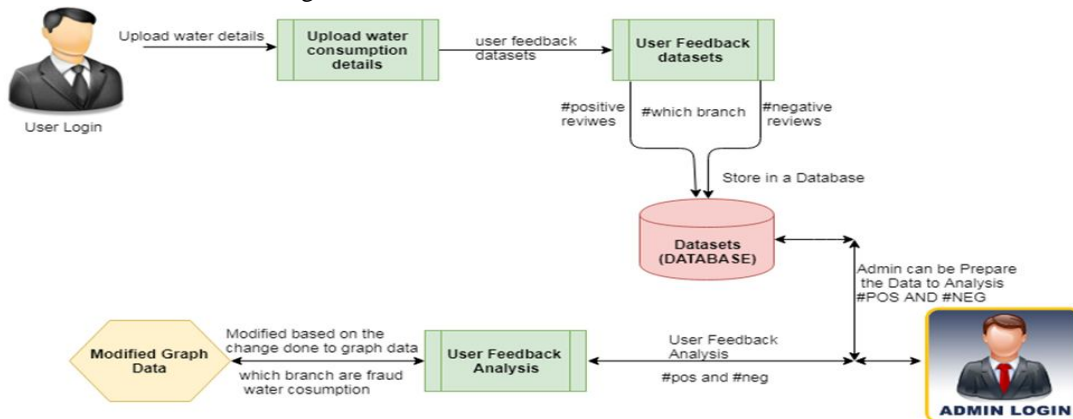 Upload water details
Upload water
consumption
details
user feedback
datasets
User Feedback
datasets
User Login
#positive
reviwes
#which branch
#negative
reviews
Store in a Database
Datasets
(DATABASE)
Admin can be Prepare
the Data to Analysis
#POS AND #NEG
Modified Graph
Data
Modified based on the
change done to graph data
which branch are fraud
water cosumption
User Feedback
Analysis
User Feedback
Analysis
#pos and #neg
ADMIN LOGIN